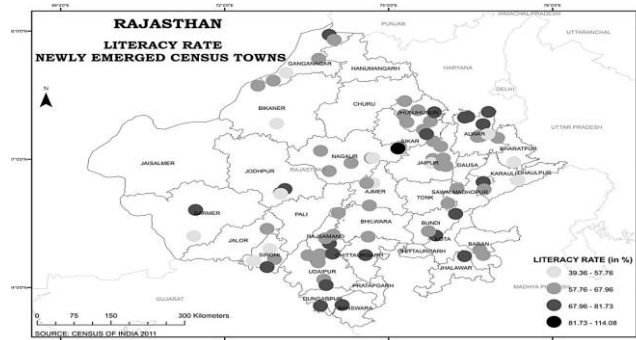 RAJASTHAN
LITERACY RATE
NEWLY EMERGED CENSUS TOWNS
PUNJAB
HIMACHAL PRADESH
UTTARANCHAL
HARYANA
DELHI
UTTAR PRADESH
GANGANAGAR
HANUMANGARH
BIKANER
CHURU
JHUNJHUNUN
ALWAR
SIKAR
BHARATPUR
JAISALMER
JODHPUR
NAGAUR
RAJASTHAN
JAIPUR
DAUSA
DHAULPUR
KARAULI
AJMER
TONK
SAWAI MADHOPUR
BARMER
PALI
BHILWARA
BUNDI
JALOR
RAJSAMAND
KOTA
CHITTAURGARH
BARAN
SIROHI
CHITTAURGARH
UDAIPUR
JHALAWAR
PRATAPGARH
DUNGARPUR
BANSWARA
GUJARAT
MADHYA PRADESH
LITERACY RATE (in %)
39.36 - 57.76
57.76 - 67.96
67.96 - 81.73
81.73 - 114.08
0 75 150 300 Kilometers
SOURCE: CENSUS OF INDIA 2011